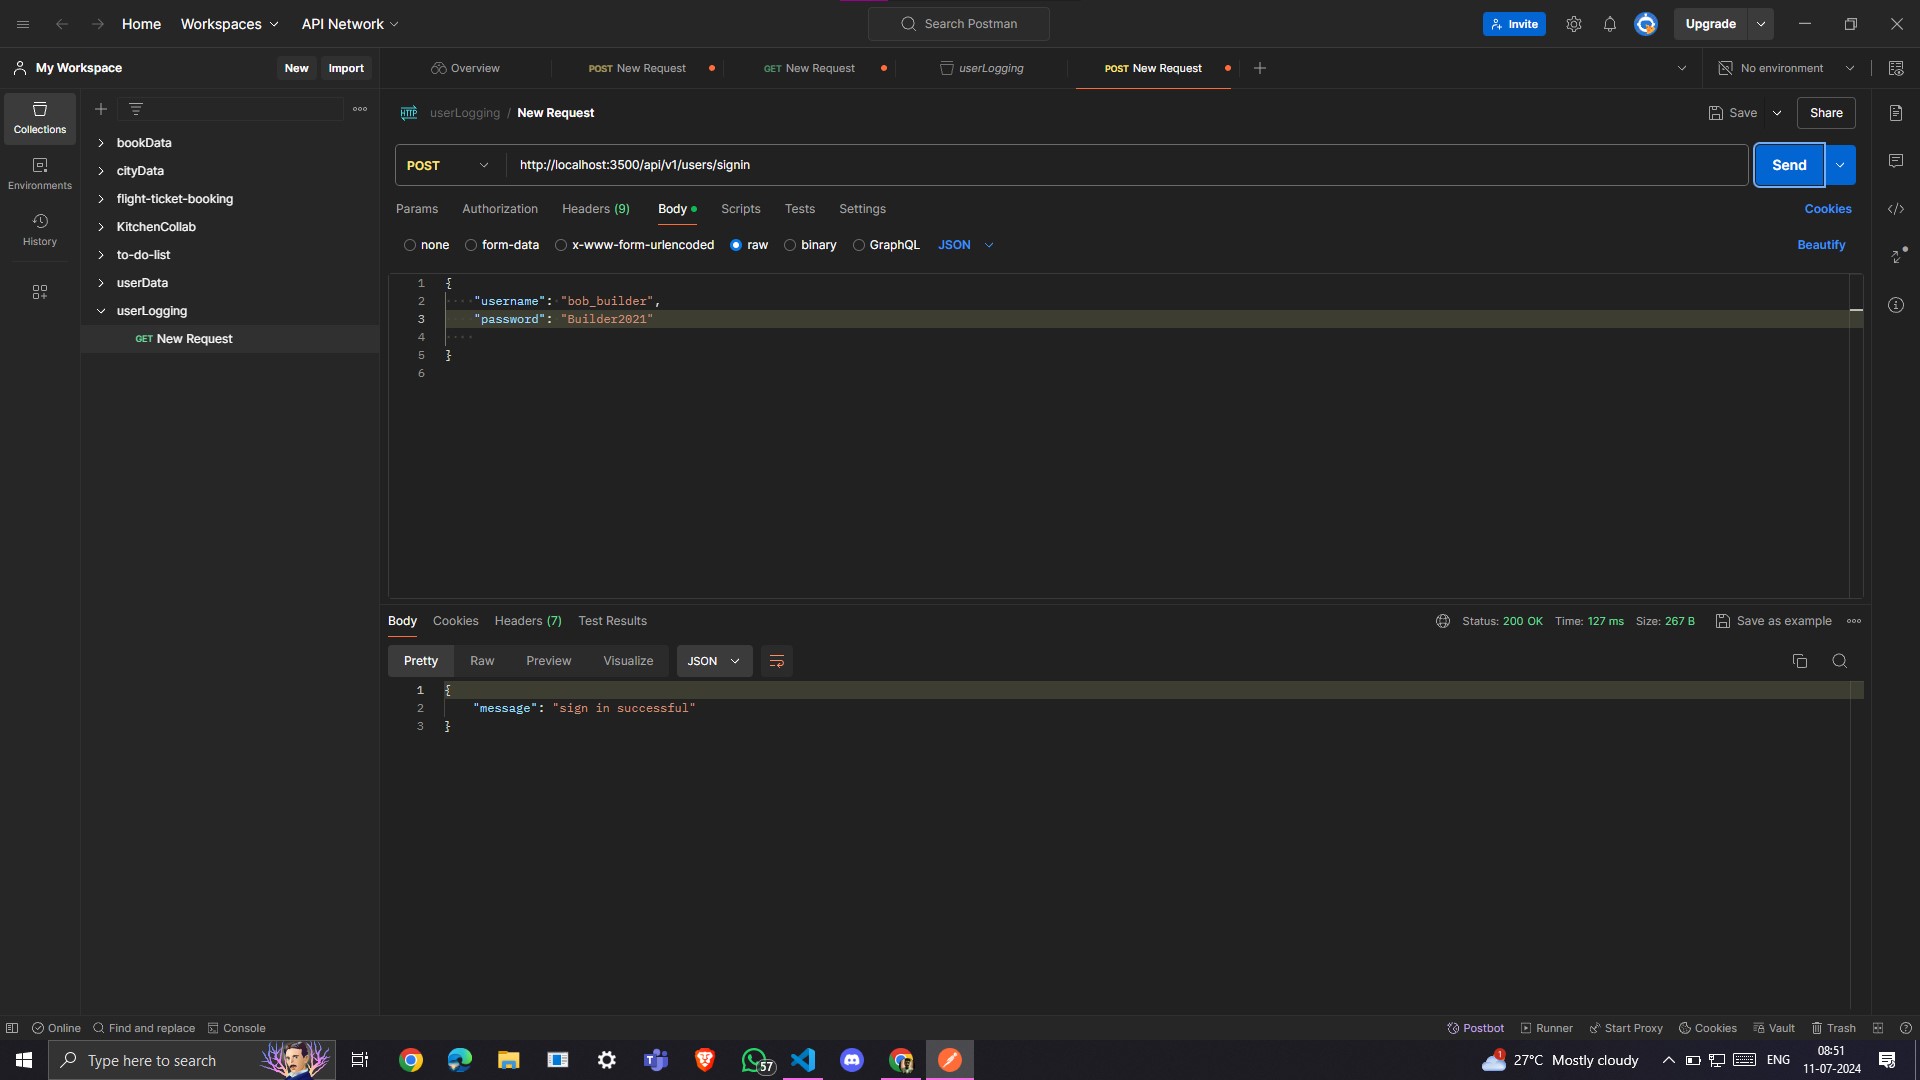 Home Workspaces API Network Search Postman Invite Upgrade
My Workspace New Import Overview POST New Request GET New Request userLogging POST New Request No environment
Collections
Environments
History
bookData
cityData
flight-ticket-booking
KitchenCollab
to-do-list
userData
userLogging
GET New Request
HTTP userLogging / New Request Save Share
POST http://localhost:3500/api/v1/users/signin Send
Params Authorization Headers (9) Body Scripts Tests Settings Cookies
none form-data x-www-form-urlencoded raw binary GraphQL JSON Beautify
1 {
2 "username": "bob_builder",
3 "password": "Builder2021"
4
5 }
6
Body Cookies Headers (7) Test Results Status: 200 OK Time: 127 ms Size: 267 B Save as example
Pretty Raw Preview Visualize JSON
1 {
2 "message": "sign in successful"
3 }
Online Find and replace Console Postbot Runner Start Proxy Cookies Vault Trash
Type here to search 57 1 27°C Mostly cloudy ENG 08:51
11-07-2024